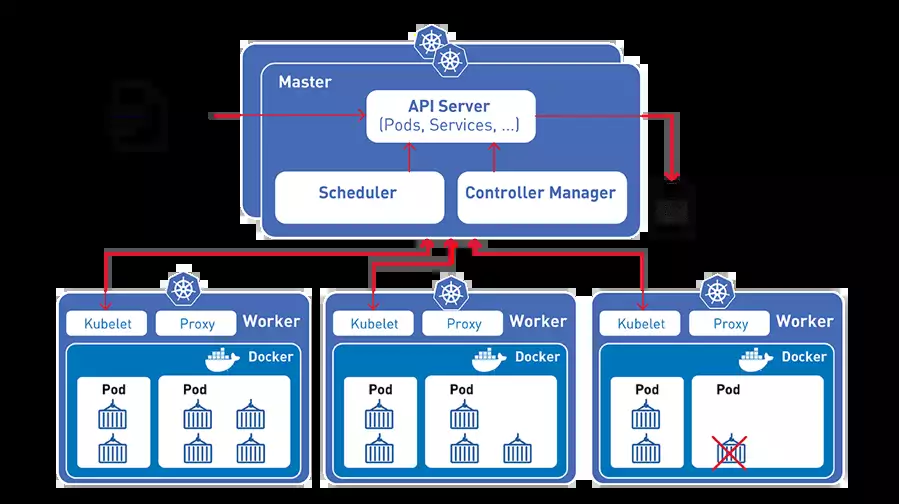 Master
API Server
(Pods, Services, ...)
Scheduler
Controller Manager
Kubelet
Proxy
Worker
Docker
Pod
Pod
Kubelet
Proxy
Worker
Docker
Pod
Pod
Kubelet
Proxy
Worker
Docker
Pod
Pod